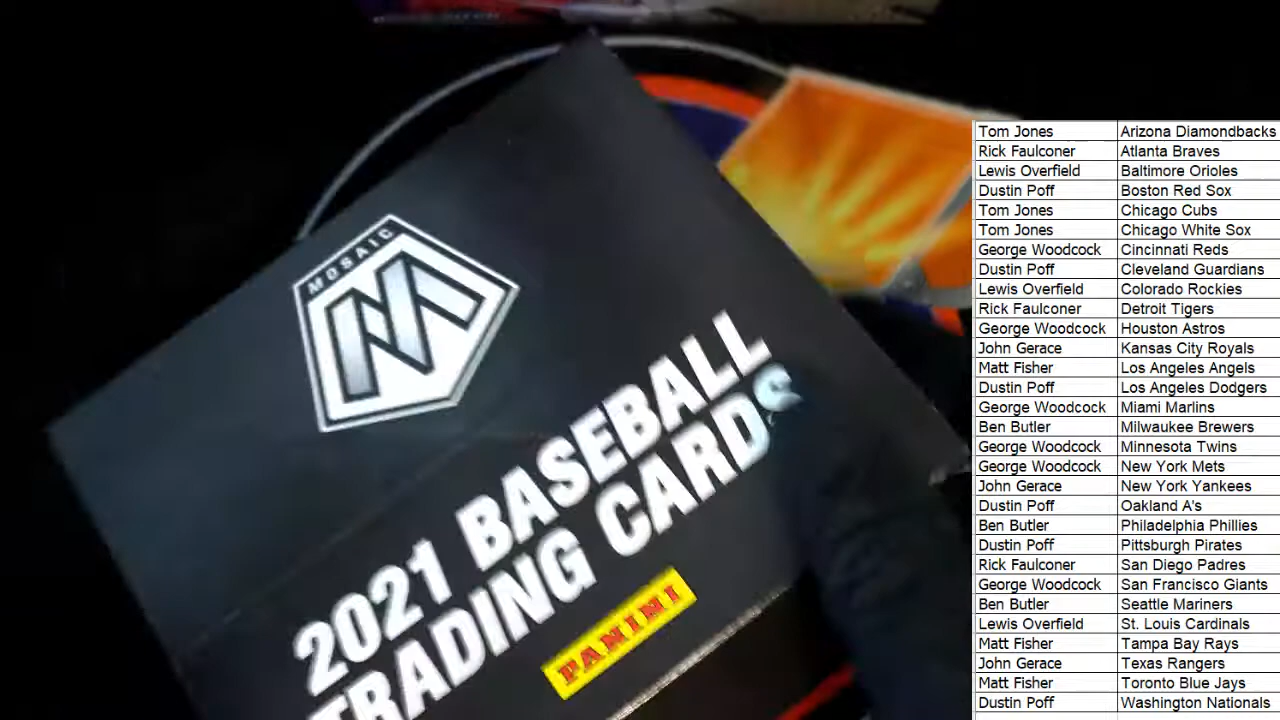 MOSAIC
2021 BASEBALL
TRADING CARDS
PANINI
Tom Jones Arizona Diamondbacks
Rick Faulconer Atlanta Braves
Lewis Overfield Baltimore Orioles
Dustin Poff Boston Red Sox
Tom Jones Chicago Cubs
Tom Jones Chicago White Sox
George Woodcock Cincinnati Reds
Dustin Poff Cleveland Guardians
Lewis Overfield Colorado Rockies
Rick Faulconer Detroit Tigers
George Woodcock Houston Astros
John Gerace Kansas City Royals
Matt Fisher Los Angeles Angels
Dustin Poff Los Angeles Dodgers
George Woodcock Miami Marlins
Ben Butler Milwaukee Brewers
George Woodcock Minnesota Twins
George Woodcock New York Mets
John Gerace New York Yankees
Dustin Poff Oakland A's
Ben Butler Philadelphia Phillies
Dustin Poff Pittsburgh Pirates
Rick Faulconer San Diego Padres
George Woodcock San Francisco Giants
Ben Butler Seattle Mariners
Lewis Overfield St. Louis Cardinals
Matt Fisher Tampa Bay Rays
John Gerace Texas Rangers
Matt Fisher Toronto Blue Jays
Dustin Poff Washington Nationals